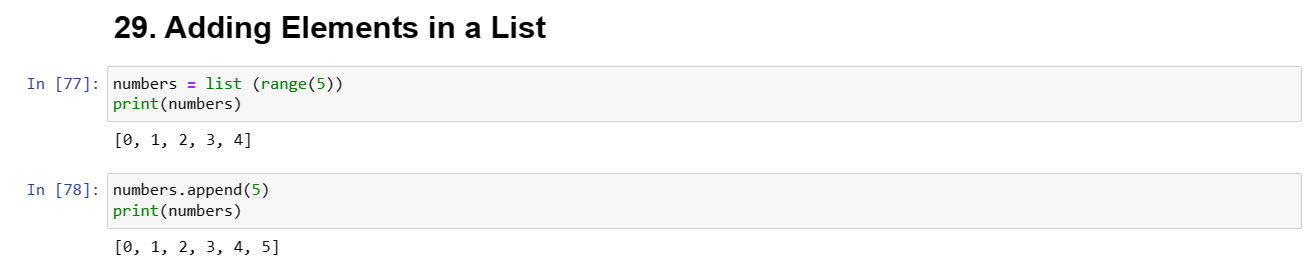 29. Adding Elements in a List
In [77]: numbers = list (range(5))
print(numbers)
[0, 1, 2, 3, 4]
In [78]: numbers.append(5)
print(numbers)
[0, 1, 2, 3, 4, 5]